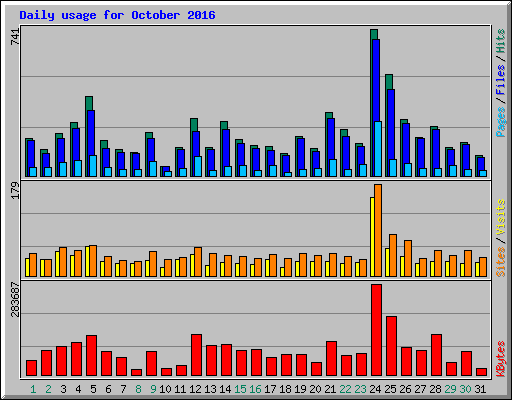 Daily usage for October 2016
741
Pages / Files / Hits
179
Sites / Visits
283687
KBytes
1 2 3 4 5 6 7 8 9 10 11 12 13 14 15 16 17 18 19 20 21 22 23 24 25 26 27 28 29 30 31